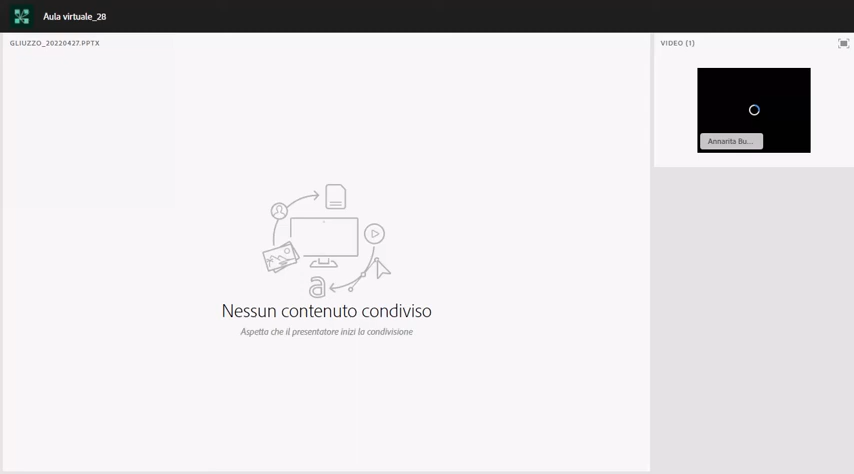 Aula virtuale_28
GLIUZZO_20220427.PPTX
VIDEO (1)
Annarita Bu...
a
Nessun contenuto condiviso
Aspetta che il presentatore inizi la condivisione